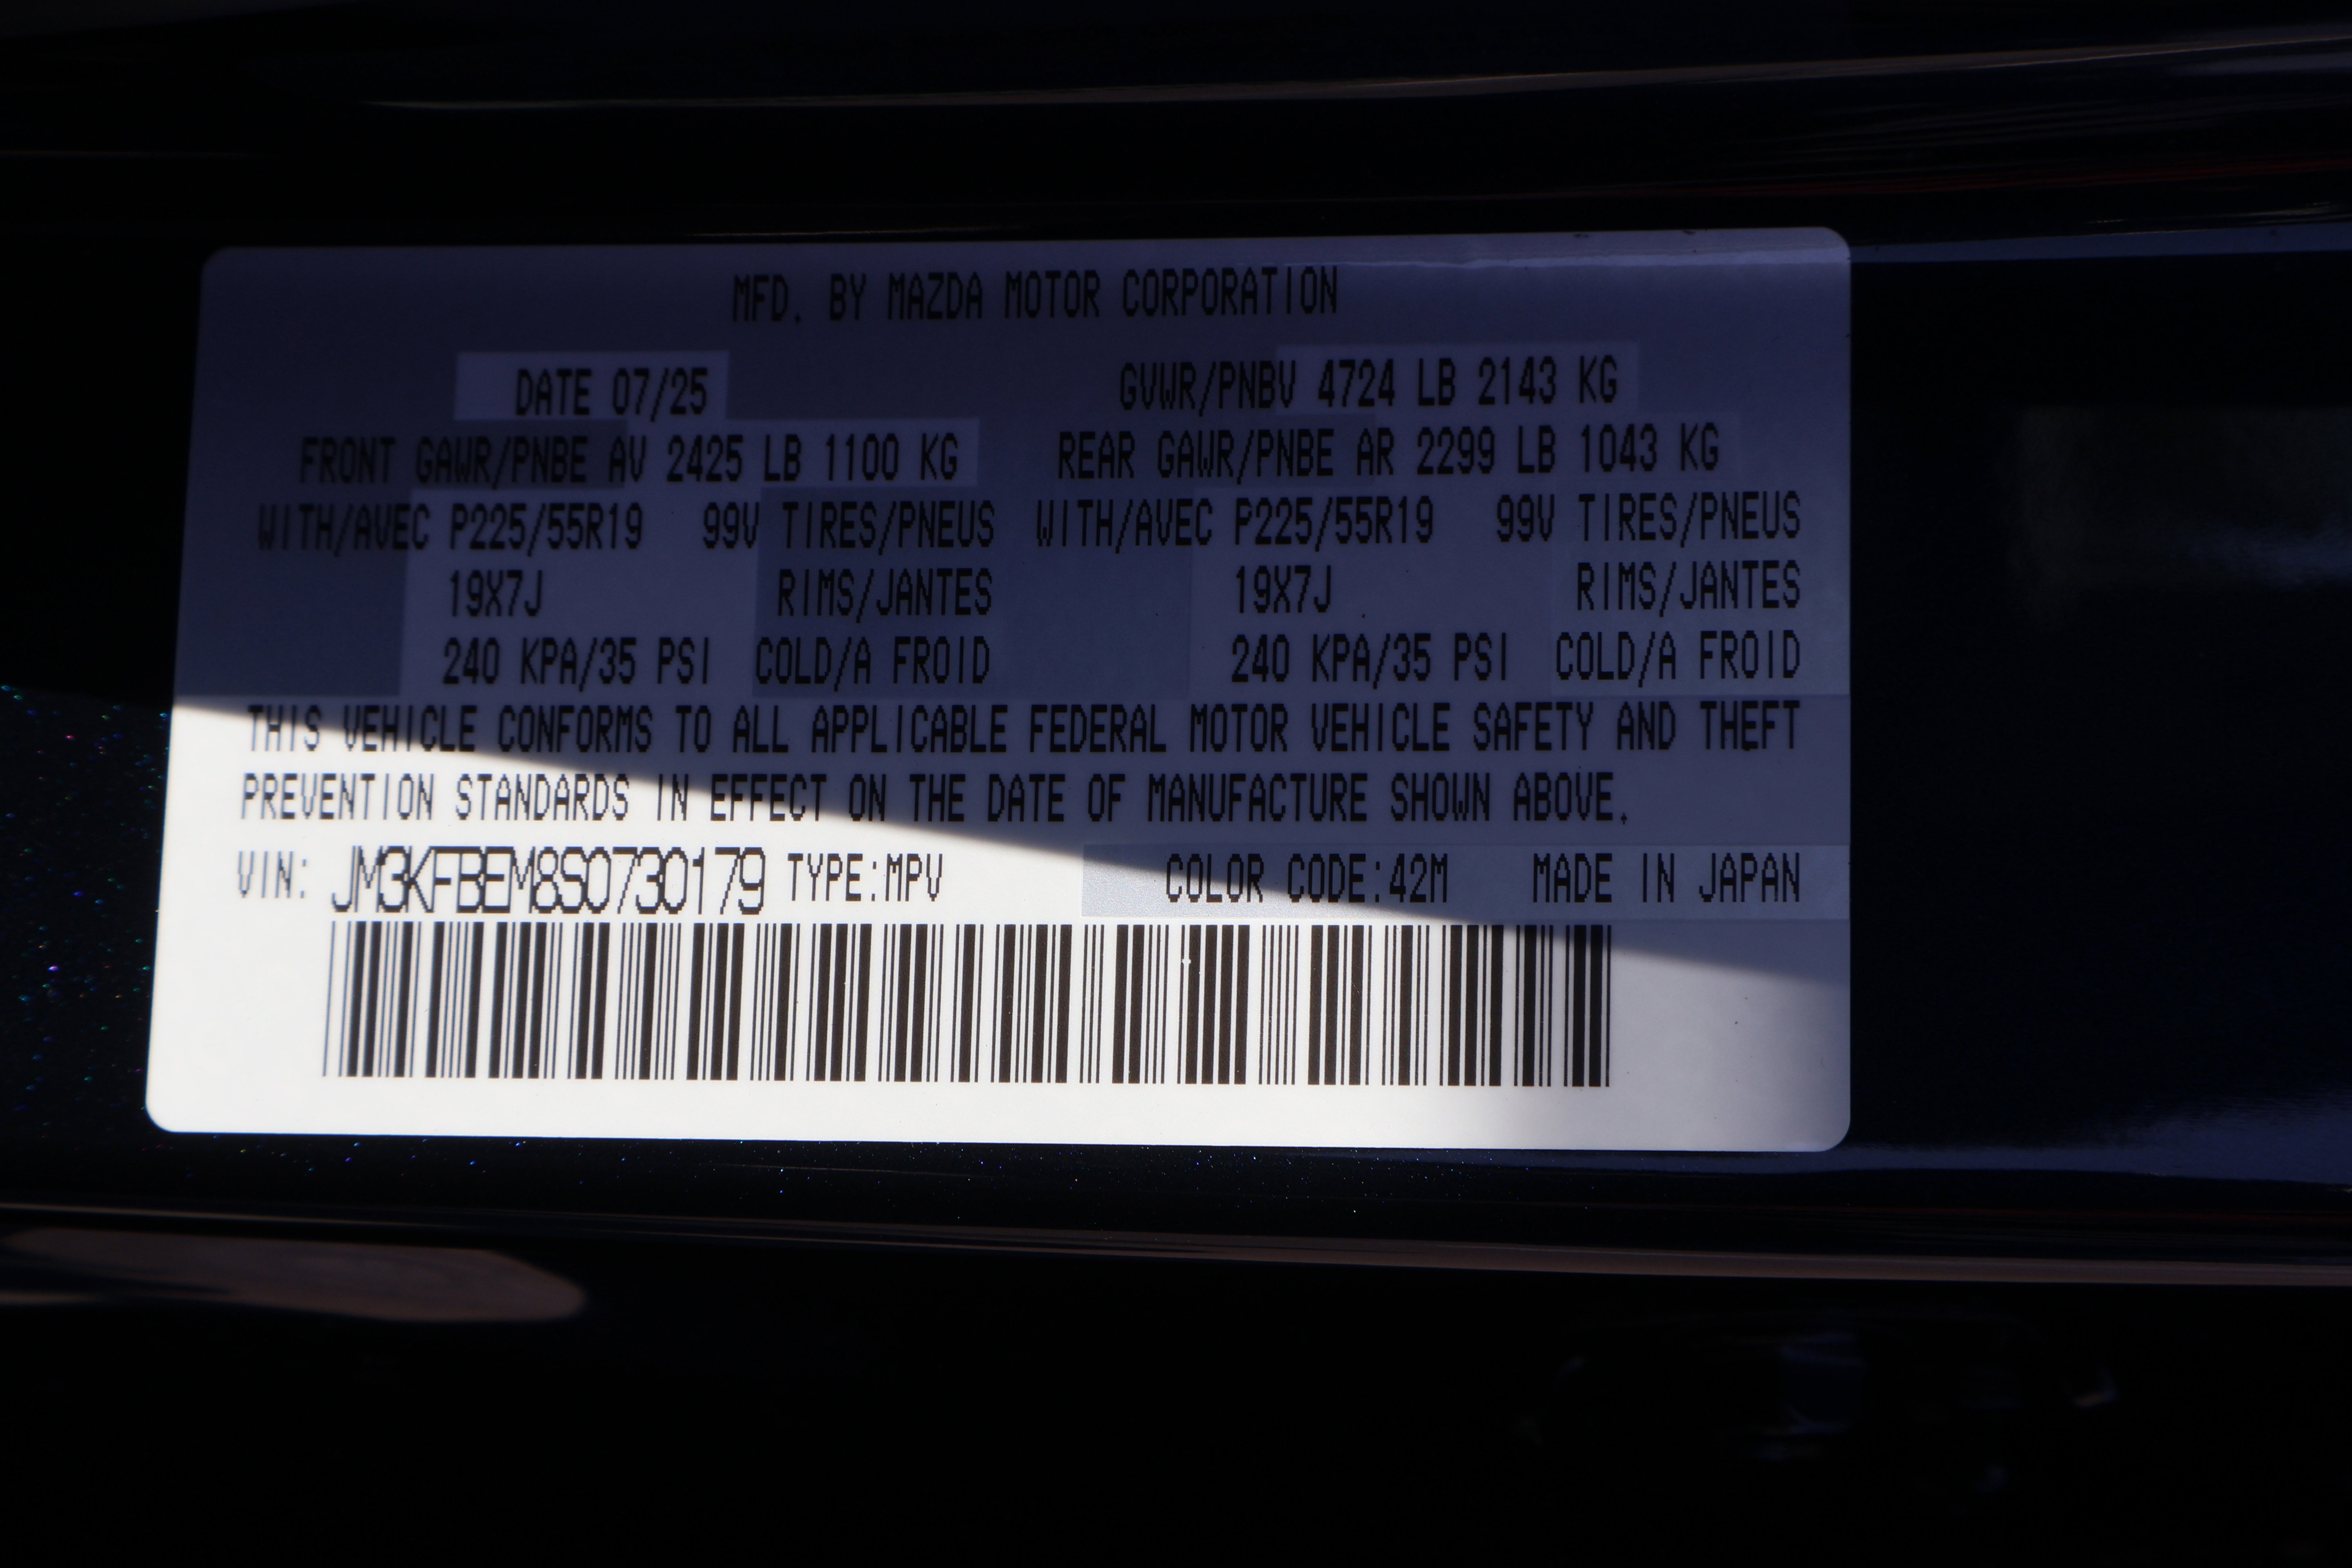 MFD. BY MAZDA MOTOR CORPORATION
DATE 07/25 GVWR/PNBV 4724 LB 2143 KG
FRONT GAWR/PNBE AV 2425 LB 1100 KG REAR GAWR/PNBE AR 2299 LB 1043 KG
WITH/AVEC P225/55R19 99V TIRES/PNEUS WITH/AVEC P225/55R19 99V TIRES/PNEUS
19X7J RIMS/JANTES 19X7J RIMS/JANTES
240 KPA/35 PSI COLD/A FROID 240 KPA/35 PSI COLD/A FROID
THIS VEHICLE CONFORMS TO ALL APPLICABLE FEDERAL MOTOR VEHICLE SAFETY AND THEFT
PREVENTION STANDARDS IN EFFECT ON THE DATE OF MANUFACTURE SHOWN ABOVE.
VIN: JM3KFBEM8S0730179 TYPE:MPV COLOR CODE:42M MADE IN JAPAN